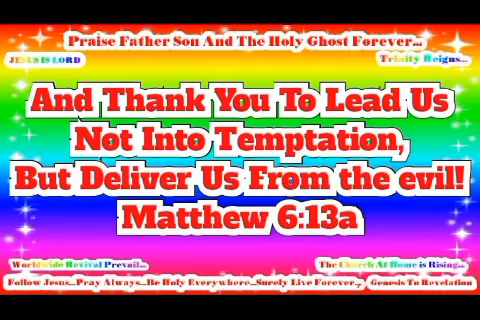 Praise Father Son And The Holy Ghost Forever...
JESUS IS LORD
Trinity Reigns...
And Thank You To Lead Us
Not Into Temptation,
But Deliver Us From the evil!
Matthew 6:13a
Worldwide Revival Prevail...
The Church At Home is Rising...
Follow Jesus...Pray Always...Be Holy Everywhere...Surely Live Forever...
Genesis To Revelation